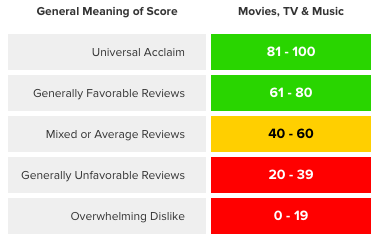 General Meaning of Score Movies, TV & Music
Universal Acclaim 81 - 100
Generally Favorable Reviews 61 - 80
Mixed or Average Reviews 40 - 60
Generally Unfavorable Reviews 20 - 39
Overwhelming Dislike 0 - 19